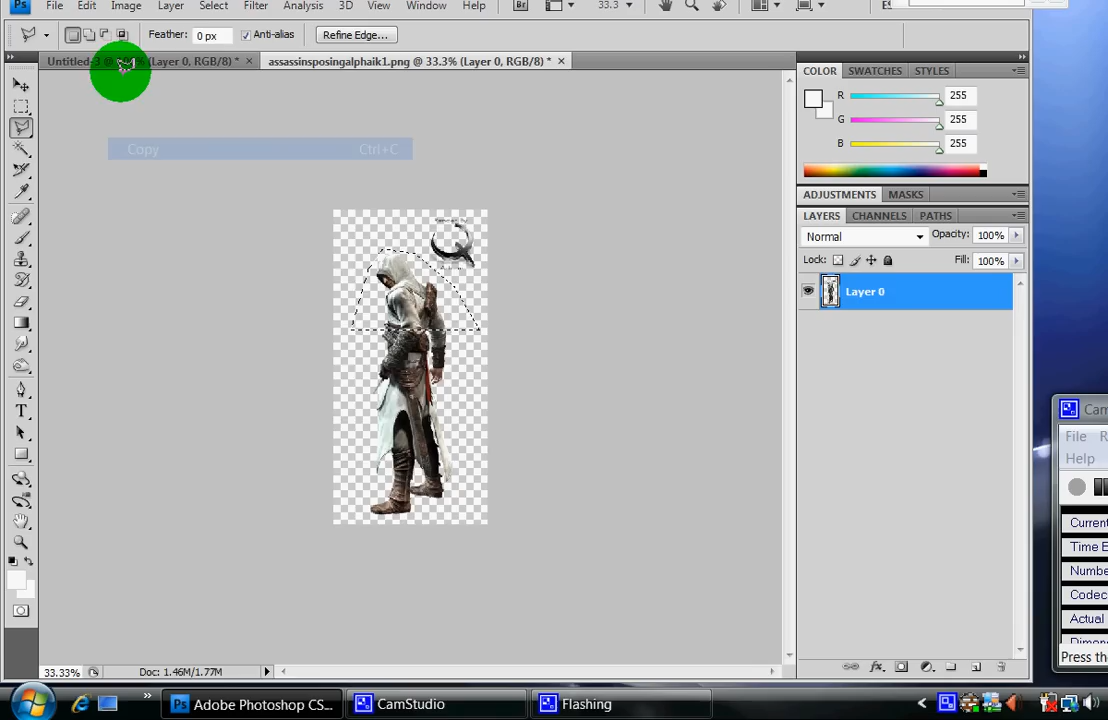 Ps File Edit Image Layer Select Filter Analysis 3D View Window Help Br 33.3
Feather: 0 px Anti-alias Refine Edge...
Untitled-3 @ (Layer 0, RGB/8) * × assassinsposingalphaik1.png @ 33.3% (Layer 0, RGB/8) * ×
COLOR SWATCHES STYLES
R 255
G 255
B 255
Copy Ctrl+C
ADJUSTMENTS MASKS
LAYERS CHANNELS PATHS
Normal Opacity: 100%
Lock: Fill: 100%
Layer 0
T
Cam
File R
Help
Current
Time E
Numbe
Codec
Actual
Dimen
Press the
33.33% Doc: 1.46M/1.77M
Ps Adobe Photoshop CS... CamStudio Flashing